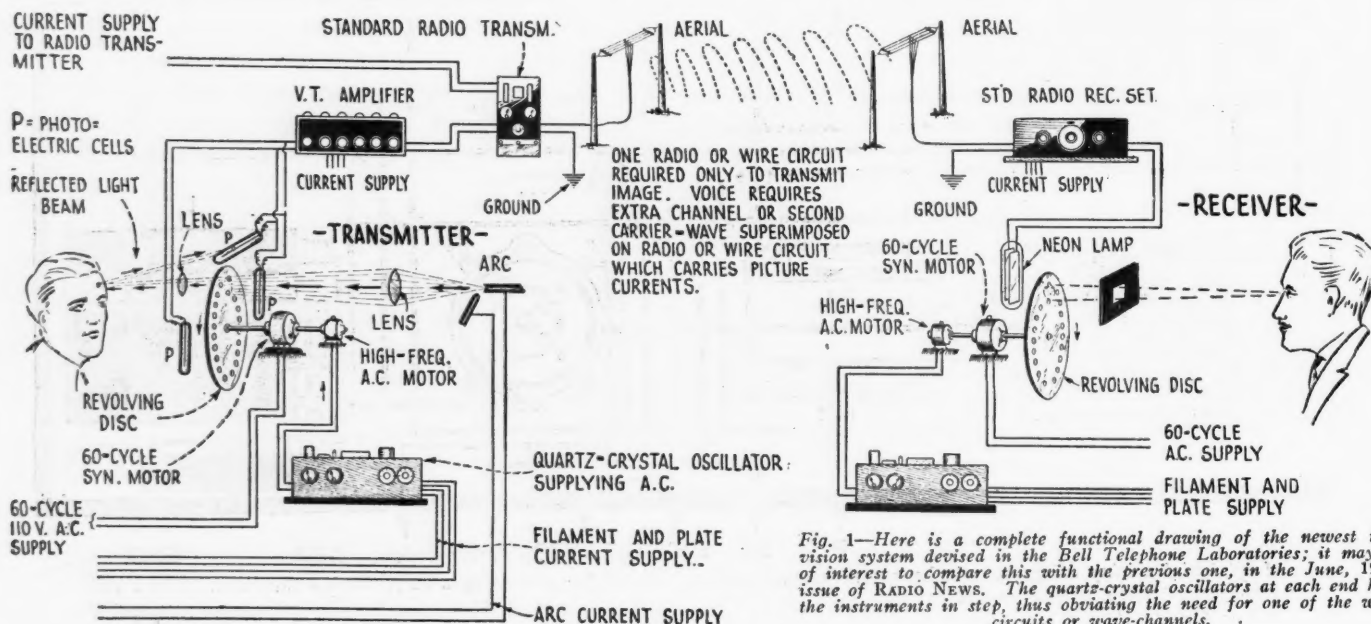 CURRENT SUPPLY
TO RADIO TRANS-
MITTER
STANDARD RADIO TRANSM.
AERIAL
AERIAL
V.T. AMPLIFIER
ST'D RADIO REC. SET.
P = PHOTO=
ELECTRIC CELLS
CURRENT SUPPLY
ONE RADIO OR WIRE CIRCUIT
REQUIRED ONLY TO TRANSMIT
IMAGE. VOICE REQUIRES
EXTRA CHANNEL OR SECOND
CARRIER-WAVE SUPERIMPOSED
ON RADIO OR WIRE CIRCUIT
WHICH CARRIES PICTURE
CURRENTS.
CURRENT SUPPLY
REFLECTED LIGHT
BEAM
LENS
P
-TRANSMITTER-
GROUND
GROUND
-RECEIVER-
60-CYCLE
SYN. MOTOR
NEON LAMP
ARC
P
LENS
P
HIGH-FREQ.
A.C. MOTOR
HIGH-FREQ.
A.C. MOTOR
REVOLVING
DISC
REVOLVING
DISC
60-CYCLE
SYN. MOTOR
60-CYCLE
A.C. SUPPLY
QUARTZ-CRYSTAL OSCILLATOR
SUPPLYING A.C.
60-CYCLE
110 V. A.C.
SUPPLY
FILAMENT AND
PLATE SUPPLY
FILAMENT AND PLATE
CURRENT SUPPLY.
ARC CURRENT SUPPLY
Fig. 1—Here is a complete functional drawing of the newest
vision system devised in the Bell Telephone Laboratories; it may
of interest to compare this with the previous one, in the June,
issue of RADIO NEWS. The quartz-crystal oscillators at each end
the instruments in step, thus obviating the need for one of the
circuits or wave-channels.